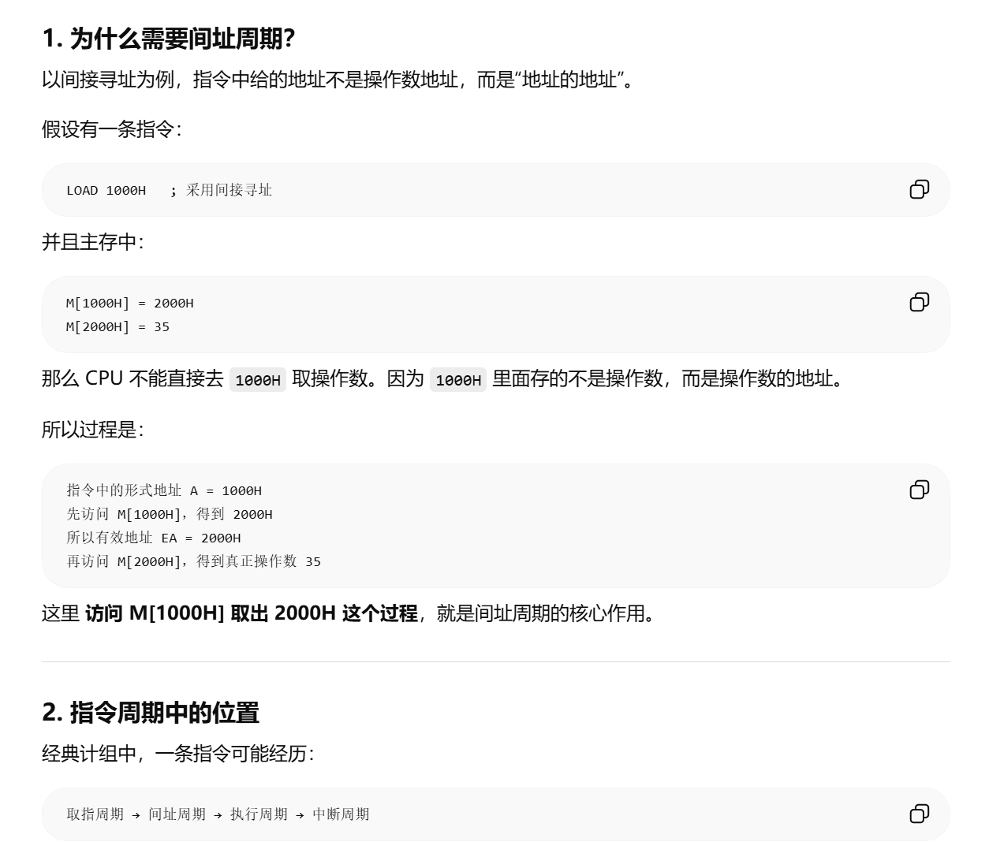 1. 为什么需要间址周期？
以间接寻址为例，指令中给的地址不是操作数地址，而是“地址的地址”。
假设有一条指令：
LOAD 1000H   ; 采用间接寻址
并且主存中：
M[1000H] = 2000H
M[2000H] = 35
那么 CPU 不能直接去 1000H 取操作数。因为 1000H 里面存的不是操作数，而是操作数的地址。
所以过程是：
指令中的形式地址 A = 1000H
先访问 M[1000H]，得到 2000H
所以有效地址 EA = 2000H
再访问 M[2000H]，得到真正操作数 35
这里 访问 M[1000H] 取出 2000H 这个过程，就是间址周期的核心作用。
2. 指令周期中的位置
经典计组中，一条指令可能经历：
取指周期 → 间址周期 → 执行周期 → 中断周期